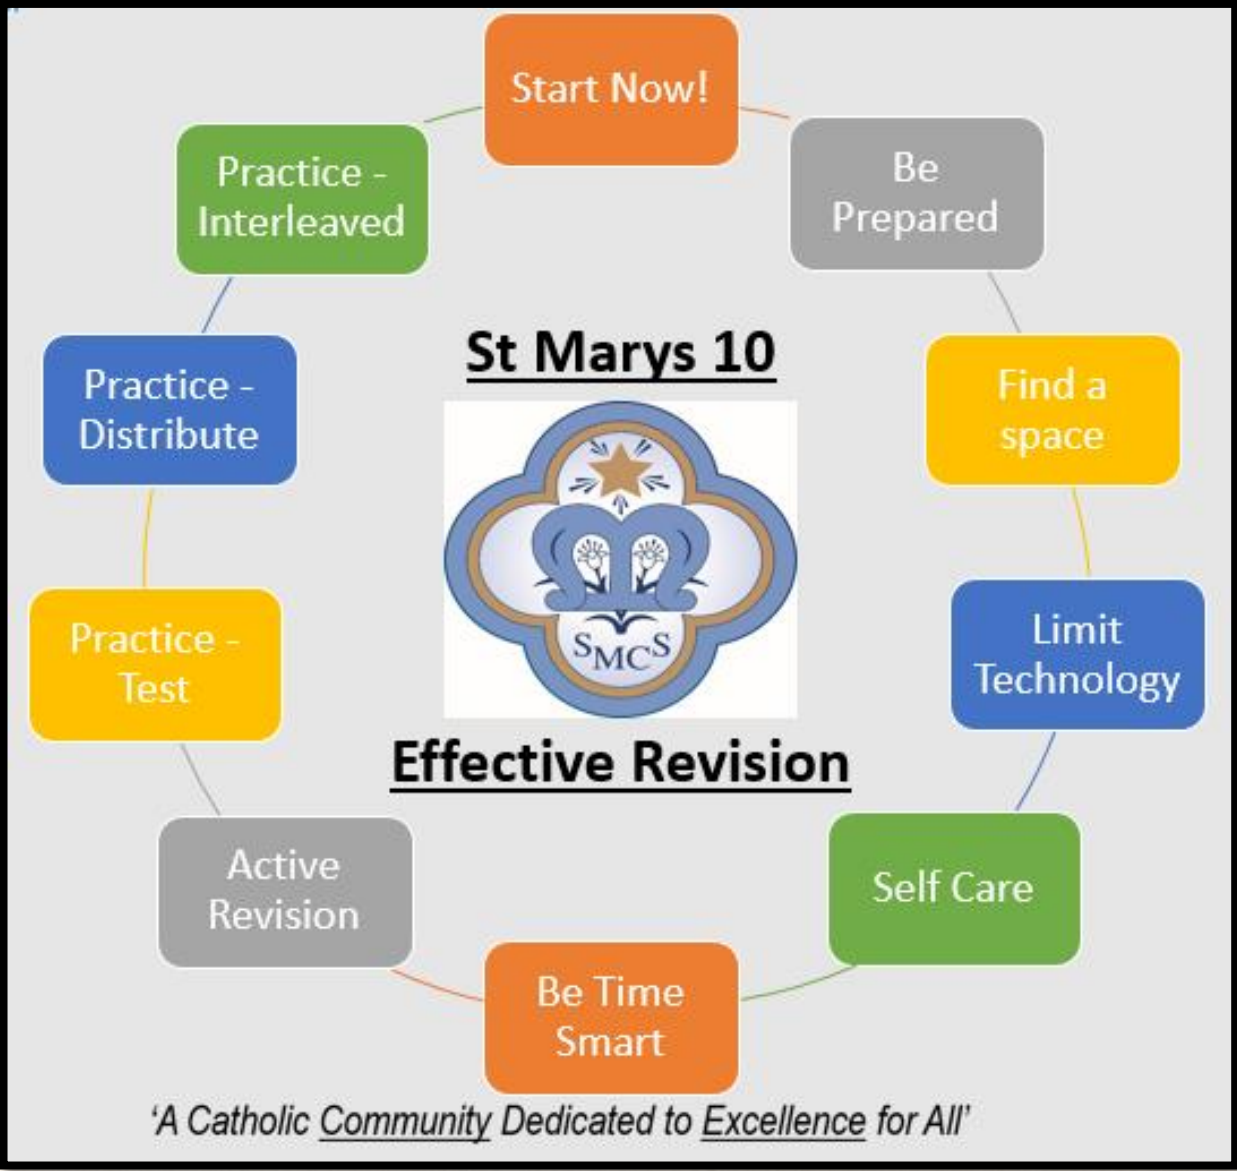 Start Now!
Be
Prepared
Find a
space
Limit
Technology
Self Care
Be Time
Smart
Active
Revision
Practice -
Test
Practice -
Distribute
Practice -
Interleaved
St Marys 10
SMCS
Effective Revision
‘A Catholic Community Dedicated to Excellence for All’